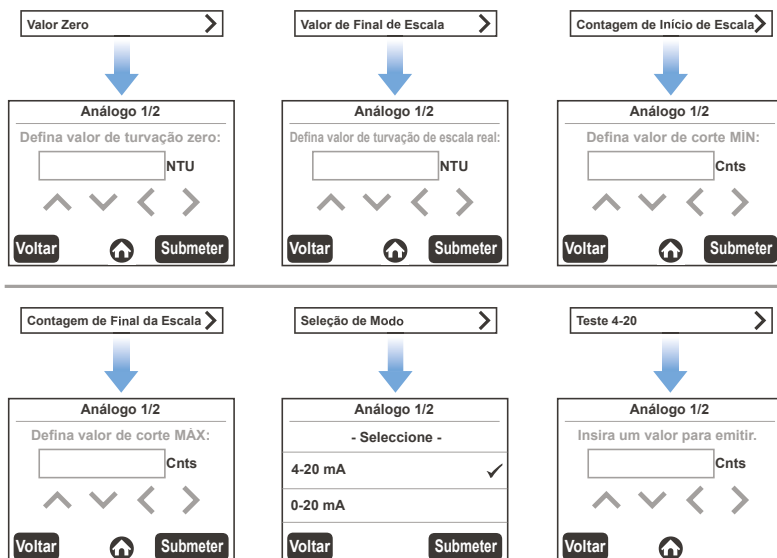 Valor Zero
Análogo 1/2
Defina valor de turvação zero:
NTU
Voltar
Submeter
Valor de Final de Escala
Análogo 1/2
Defina valor de turvação de escala real:
NTU
Voltar
Submeter
Contagem de Início de Escala
Análogo 1/2
Defina valor de corte MÍN:
Cnts
Voltar
Submeter
Contagem de Final da Escala
Análogo 1/2
Defina valor de corte MÁX:
Cnts
Voltar
Submeter
Seleção de Modo
Análogo 1/2
- Seleccione -
4-20 mA
0-20 mA
Voltar
Submeter
Teste 4-20
Análogo 1/2
Insira um valor para emitir.
Cnts
Voltar